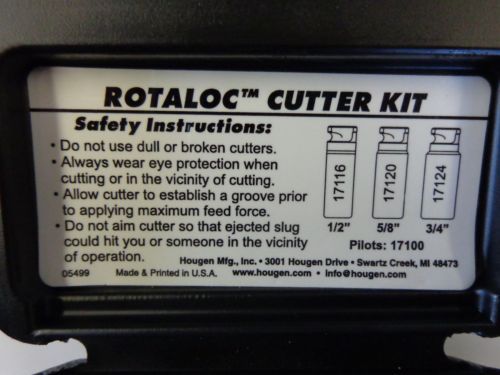 ROTALOC™ CUTTER KIT
Safety Instructions:
• Do not use dull or broken cutters.
• Always wear eye protection when
cutting or in the vicinity of cutting.
• Allow cutter to establish a groove prior
to applying maximum feed force.
• Do not aim cutter so that ejected slug
could hit you or someone in the vicinity
of operation.
17116 17120 17124
1/2" 5/8" 3/4"
Pilots: 17100
Hougen Mfg., Inc. • 3001 Hougen Drive • Swartz Creek, MI 48473
05499 Made & Printed in U.S.A. www.hougen.com • info@hougen.com